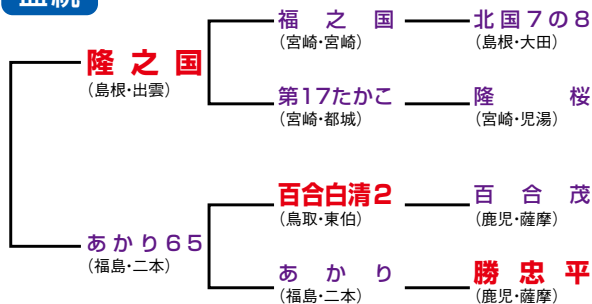 血統
福之国
(宮崎・宮崎)
北国7の8
(島根・大田)
隆之国
(島根・出雲)
第17たかこ
(宮崎・都城)
隆桜
(宮崎・児湯)
百合白清2
(鳥取・東伯)
百合茂
(鹿児・薩摩)
あかり65
(福島・二本)
あかり
(福島・二本)
勝忠平
(鹿児・薩摩)